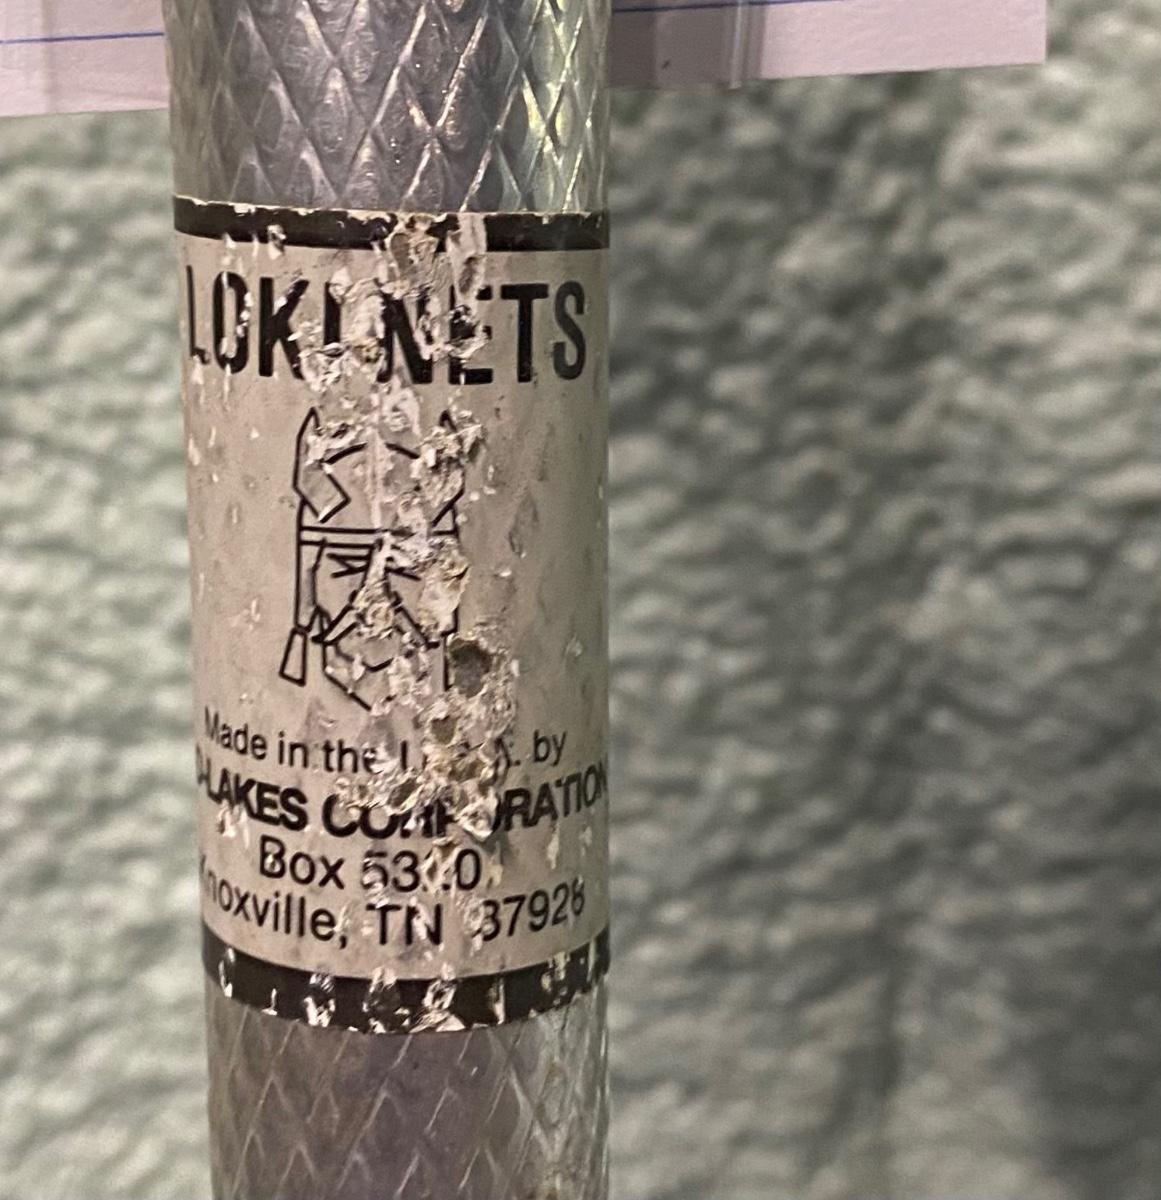 LOKI NETS
Made in the by
-LAKES CORPORATION
Box
Knoxville, TN 37928